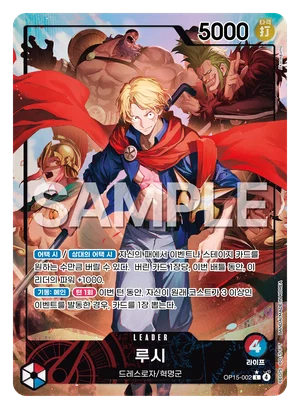 5000
타격
打
SAMPLE
어택 시 / 상대의 어택 시 자신의 패에서 이벤트나 스테이지 카드를
원하는 수만큼 버릴 수 있다. 버린 카드 1장당, 이번 배틀 동안, 이
리더의 파워 +1000.
기동: 메인 턴 1회 이번 턴 동안, 자신이 원래 코스트가 3 이상인
이벤트를 발동한 경우, 카드를 1장 뽑는다.
LEADER
루시
4
라이프
드레스로자/혁명군
OP15-002 L